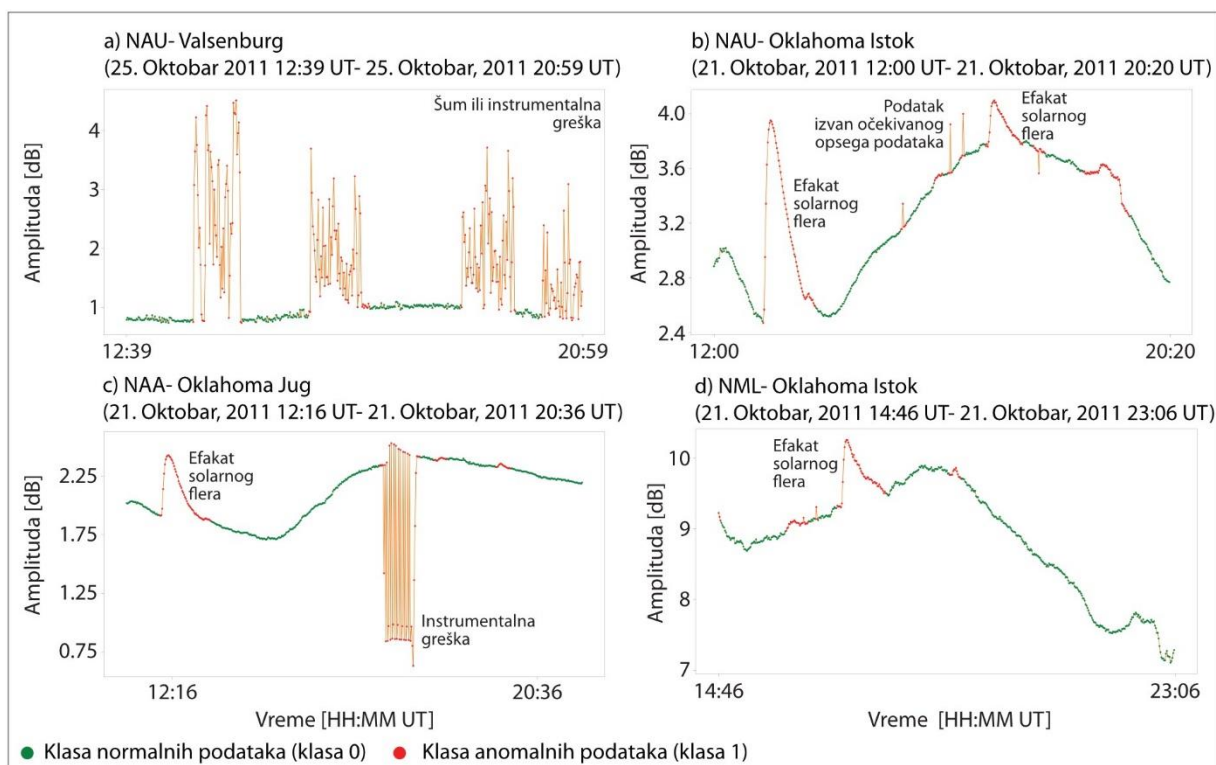 a) NAU- Valsenburg
(25. Oktobar 2011 12:39 UT- 25. Oktobar, 2011 20:59 UT)
Amplituda [dB]
4
3
2
1
Šum ili instrumentalna
greška
12:39
20:59
b) NAU- Oklahoma Istok
(21. Oktobar, 2011 12:00 UT- 21. Oktobar, 2011 20:20 UT)
Amplituda [dB]
4.0
3.6
3.2
2.8
2.4
Podatak
izvan očekivanog
opsega podataka
Efakat
solarnog
flera
Efakat
solarnog
flera
12:00
20:20
c) NAA- Oklahoma Jug
(21. Oktobar, 2011 12:16 UT- 21. Oktobar, 2011 20:36 UT)
Amplituda [dB]
2.25
1.75
1.25
0.75
Efakat
solarnog
flera
Instrumentalna
greška
12:16
20:36
Vreme [HH:MM UT]
d) NML- Oklahoma Istok
(21. Oktobar, 2011 14:46 UT- 21. Oktobar, 2011 23:06 UT)
Amplituda [dB]
10
9
8
7
Efakat
solarnog
flera
14:46
23:06
Vreme [HH:MM UT]
Klasa normalnih podataka (klasa 0)
Klasa anomalnih podataka (klasa 1)